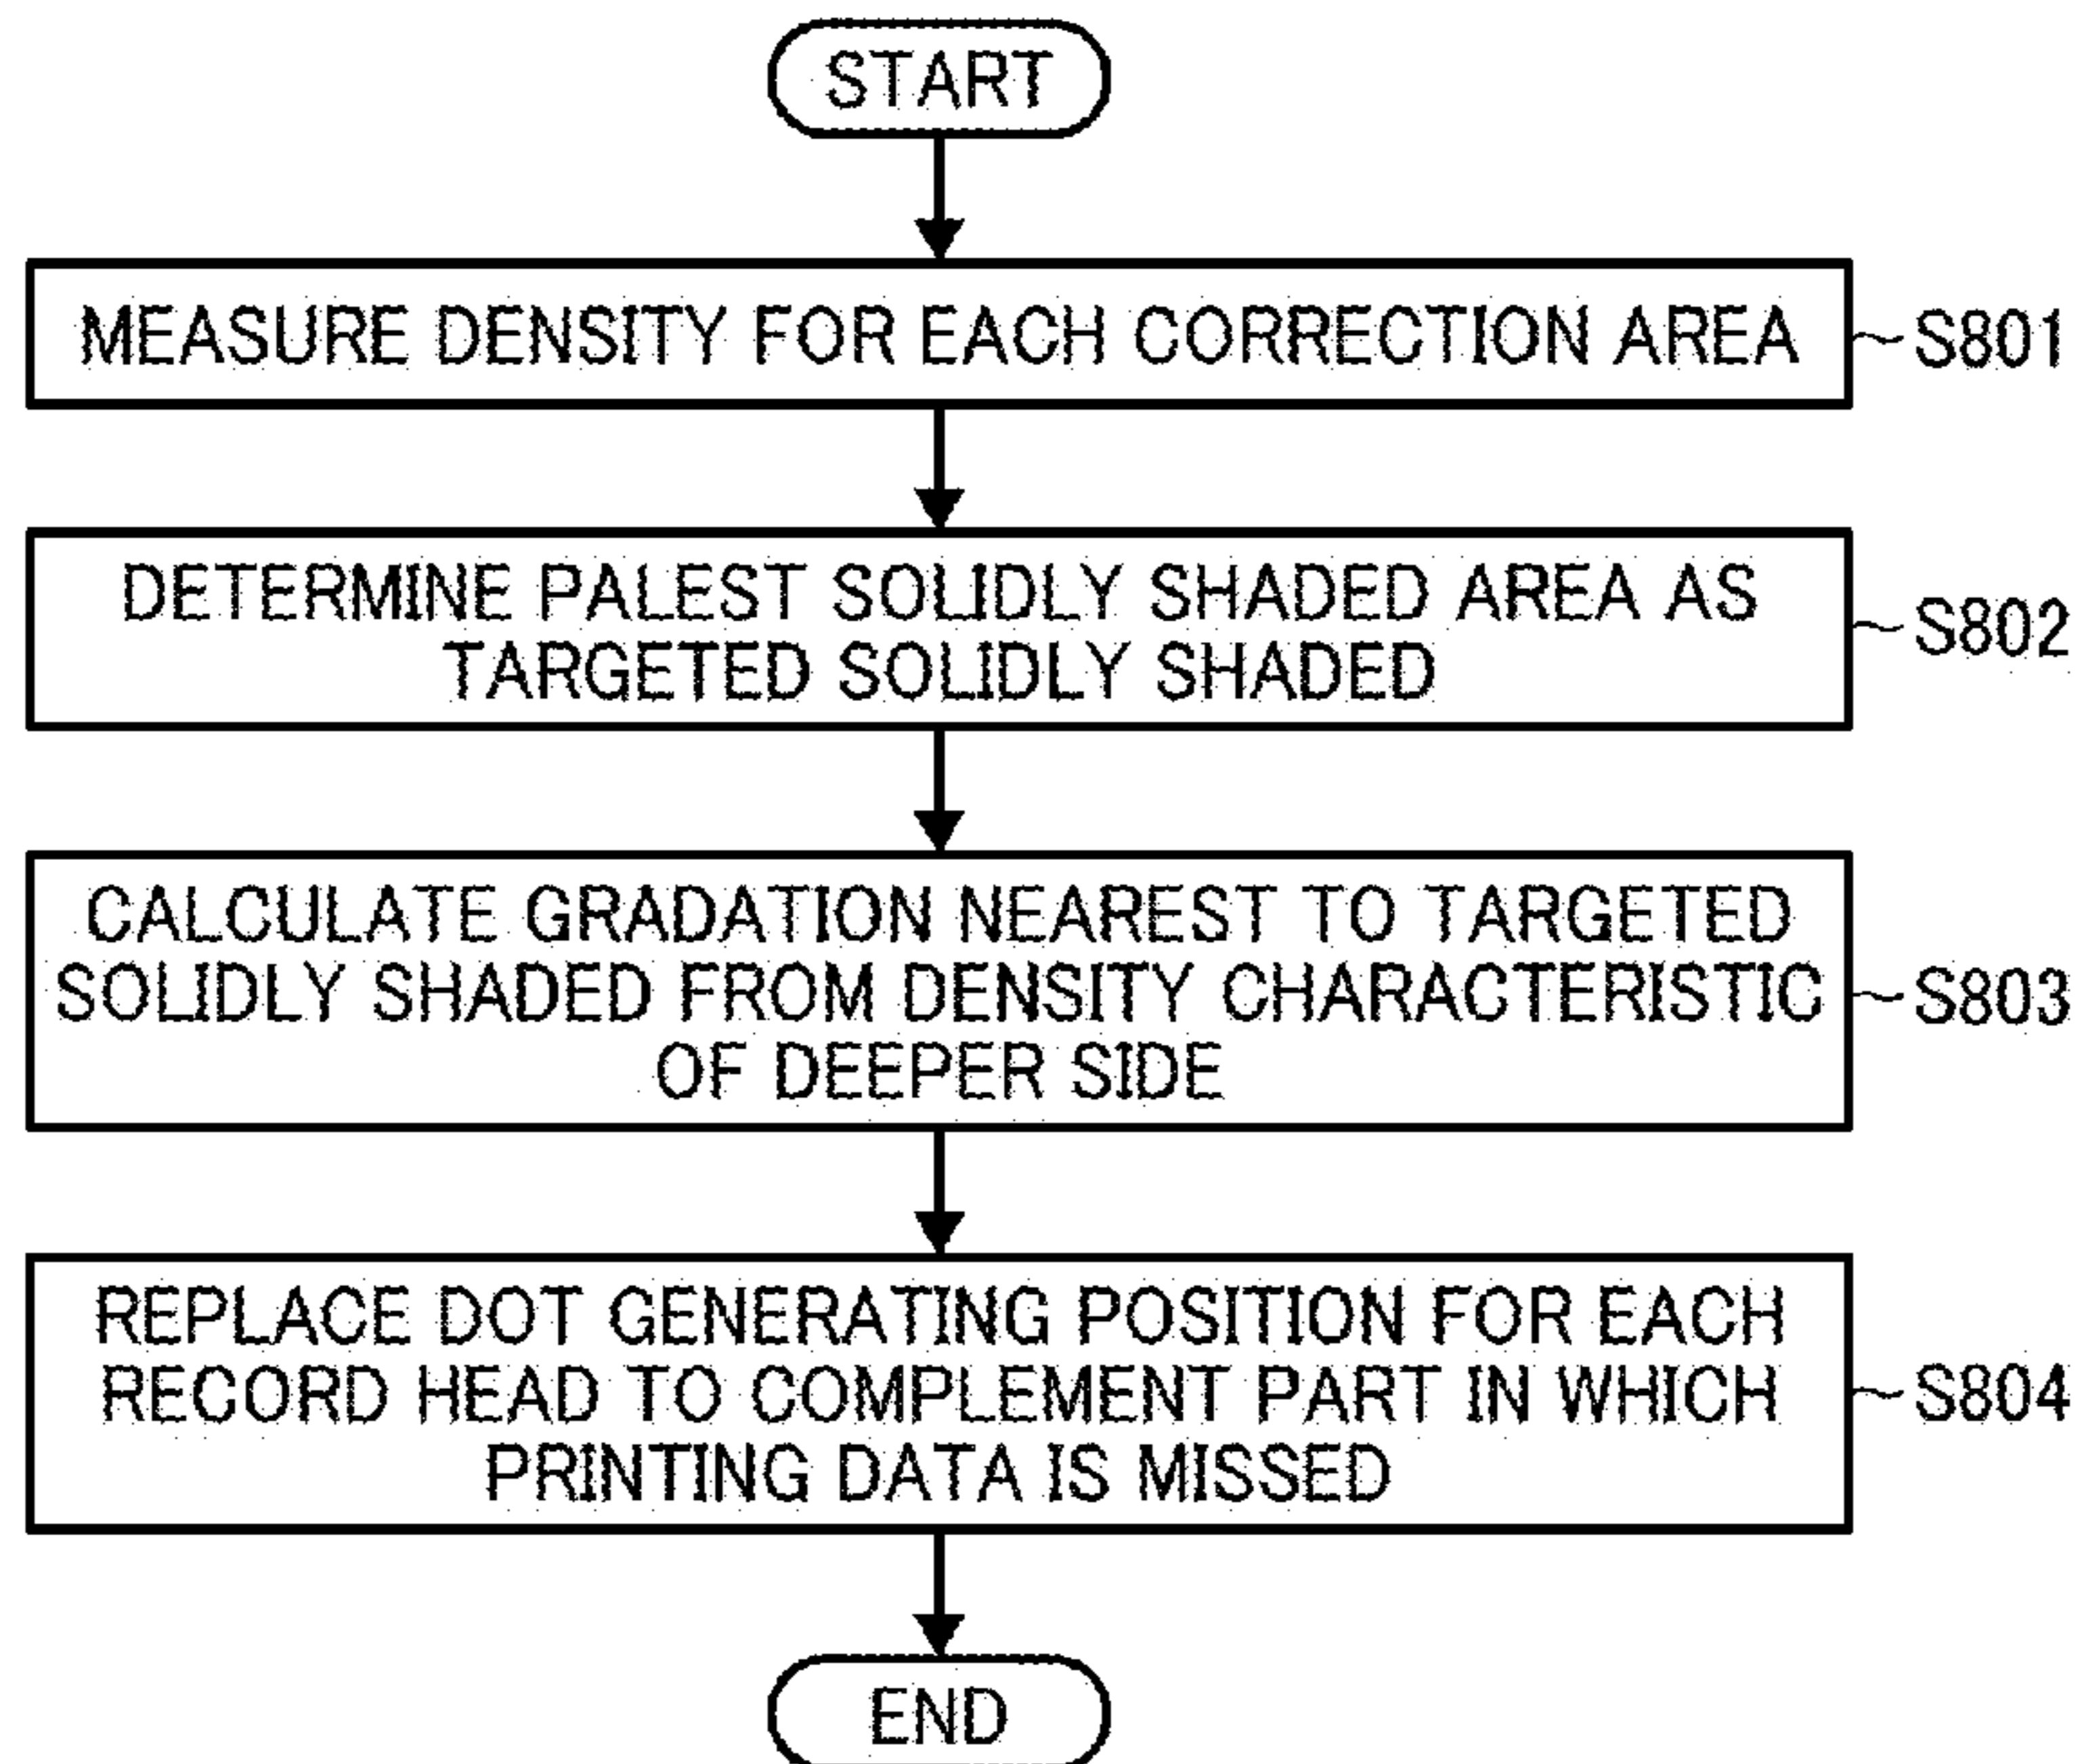 START
MEASURE DENSITY FOR EACH CORRECTION AREA
S801
DETERMINE PALEST SOLIDLY SHADED AREA AS
TARGETED SOLIDLY SHADED
S802
CALCULATE GRADATION NEAREST TO TARGETED
SOLIDLY SHADED FROM DENSITY CHARACTERISTIC
OF DEEPER SIDE
S803
REPLACE DOT GENERATING POSITION FOR EACH
RECORD HEAD TO COMPLEMENT PART IN WHICH
PRINTING DATA IS MISSED
S804
END